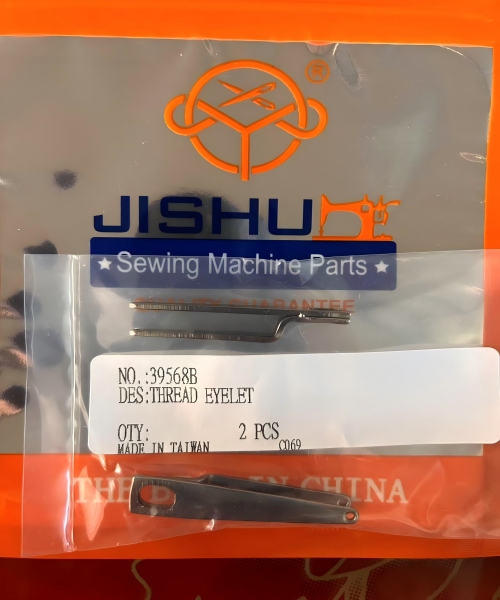 ®
JISHU
★Sewing Machine Parts★
GUARANTEE
NO.:39568B
DES:THREAD EYELET
QTY: 2 PCS
MADE IN TAIWAN C069
THE IN CHINA